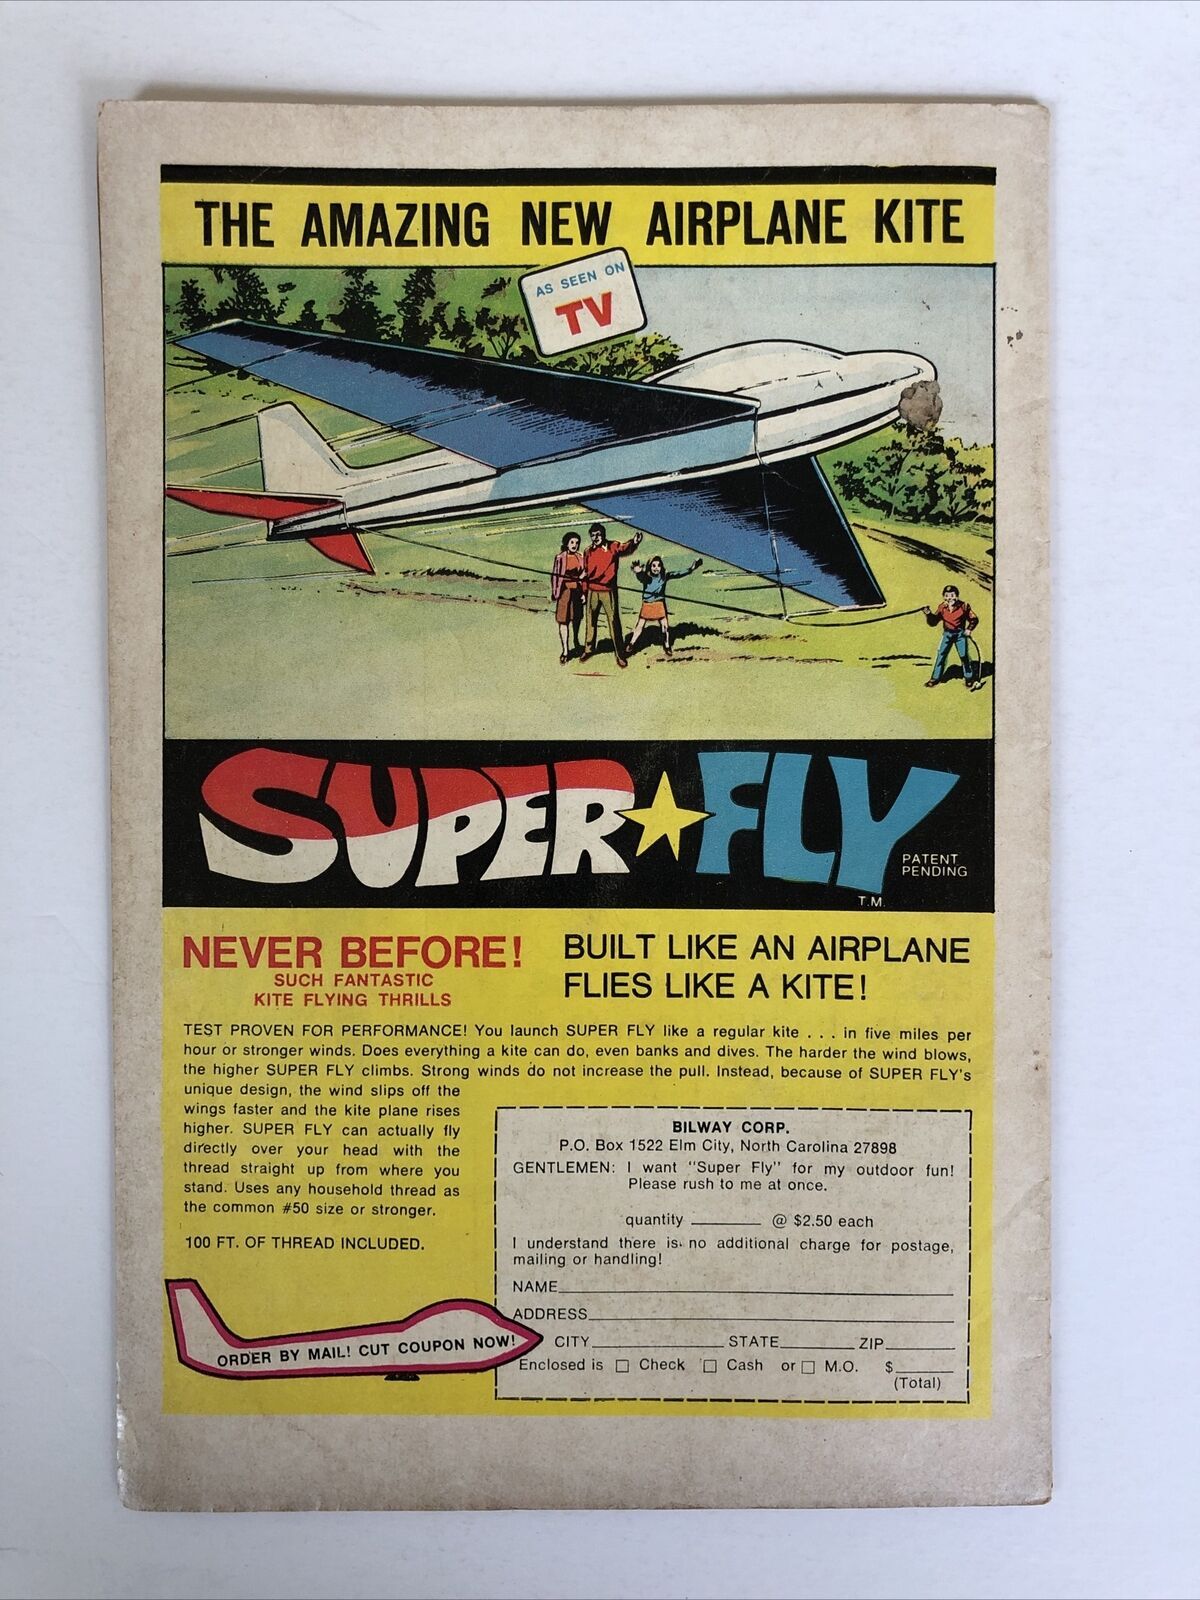 THE AMAZING NEW AIRPLANE KITE
AS SEEN ON
TV
SUPER FLY
PATENT
PENDING
T.M.
NEVER BEFORE!
SUCH FANTASTIC
KITE FLYING THRILLS
BUILT LIKE AN AIRPLANE
FLIES LIKE A KITE!
TEST PROVEN FOR PERFORMANCE! You launch SUPER FLY like a regular kite . . . in five miles per
hour or stronger winds. Does everything a kite can do, even banks and dives. The harder the wind blows,
the higher SUPER FLY climbs. Strong winds do not increase the pull. Instead, because of SUPER FLY's
unique design, the wind slips off the
wings faster and the kite plane rises
higher. SUPER FLY can actually fly
directly over your head with the
thread straight up from where you
stand. Uses any household thread as
the common #50 size or stronger.
100 FT. OF THREAD INCLUDED.
ORDER BY MAIL! CUT COUPON NOW!
BILWAY CORP.
P.O. Box 1522 Elm City, North Carolina 27898
GENTLEMEN: I want "Super Fly" for my outdoor fun!
Please rush to me at once.
quantity ________ @ $2.50 each
I understand there is no additional charge for postage,
mailing or handling!
NAME
ADDRESS
CITY________ STATE________ ZIP________
Enclosed is ☐ Check ☐ Cash or ☐ M.O. $________
(Total)